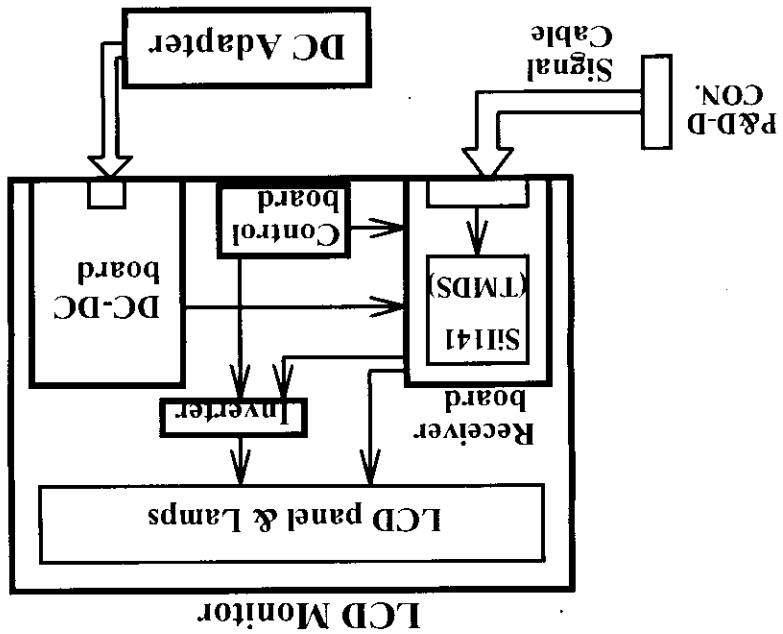 LCD Monitor
LCD panel & Lamps
Receiver
board
Inverter
SiI141
(TMDS)
Control
board
DC-DC
board
P&D-D
CON.
Signal
Cable
DC Adapter